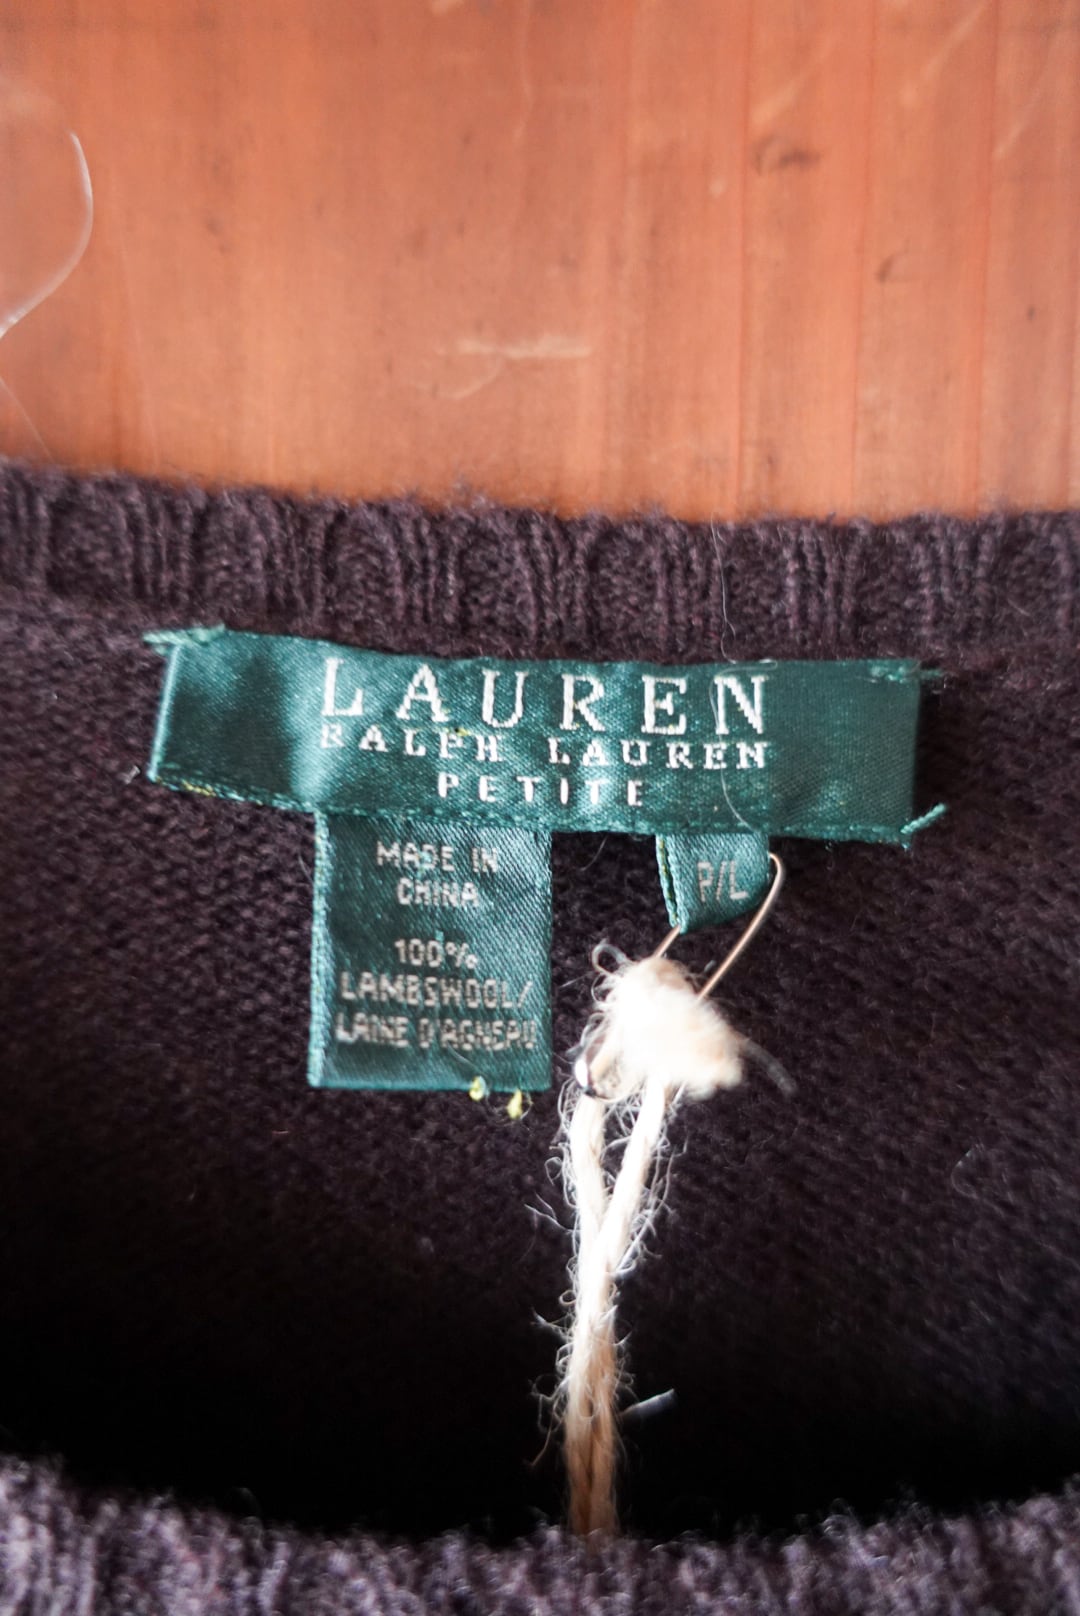 LAUREN
RALPH LAUREN
PETITE
MADE IN
CHINA
P/L
100%
LAMBSWOOL/
LAINE D'AGNEAU